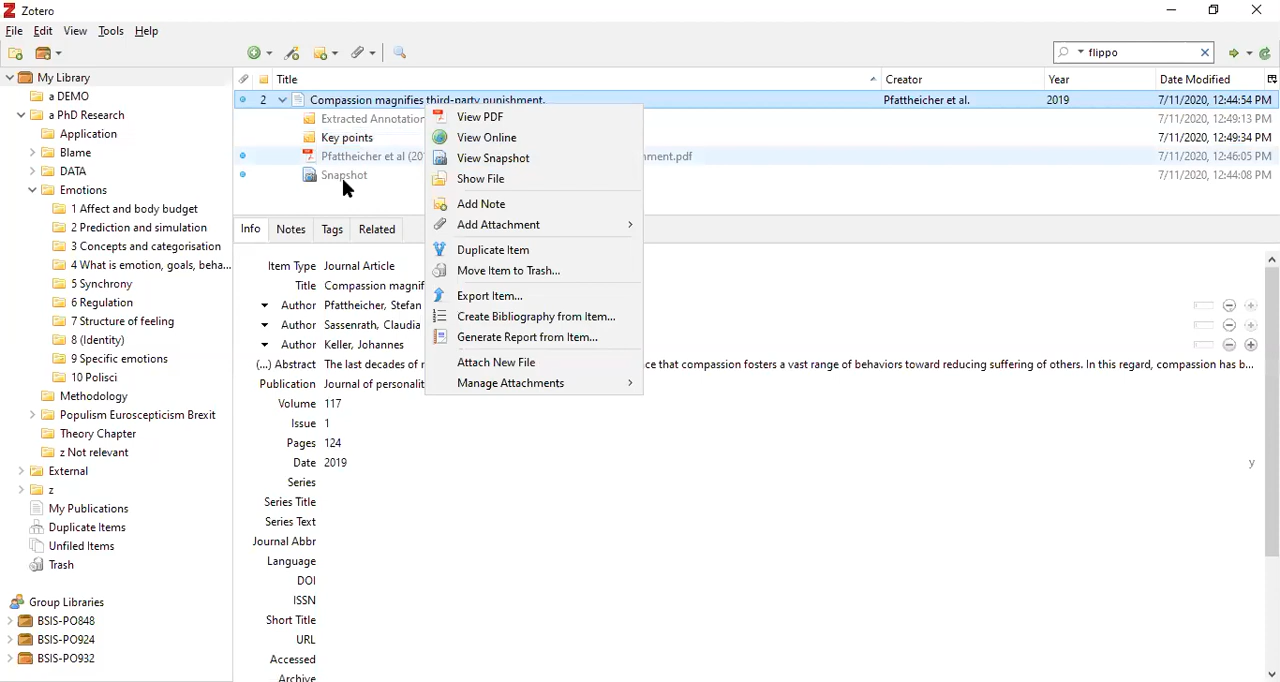 Zotero
File Edit View Tools Help
flippo
My Library
a DEMO
a PhD Research
Application
Blame
DATA
Emotions
1 Affect and body budget
2 Prediction and simulation
3 Concepts and categorisation
4 What is emotion, goals, beha...
5 Synchrony
6 Regulation
7 Structure of feeling
8 (Identity)
9 Specific emotions
10 Polisci
Methodology
Populism Euroscepticism Brexit
Theory Chapter
z Not relevant
External
z
My Publications
Duplicate Items
Unfiled Items
Trash
Group Libraries
BSIS-PO848
BSIS-PO924
BSIS-PO932
Title Creator Year Date Modified
2 Compassion magnifies third-party punishment. Pfattheicher et al. 2019 7/11/2020, 12:44:54 PM
Extracted Annotation 7/11/2020, 12:49:13 PM
Key points 7/11/2020, 12:49:34 PM
Pfattheicher et al (20 ment.pdf 7/11/2020, 12:46:05 PM
Snapshot 7/11/2020, 12:44:08 PM
View PDF
View Online
View Snapshot
Show File
Add Note
Add Attachment
Duplicate Item
Move Item to Trash...
Export Item...
Create Bibliography from Item...
Generate Report from Item...
Attach New File
Manage Attachments
Info Notes Tags Related
Item Type Journal Article
Title Compassion magnif
Author Pfattheicher, Stefan
Author Sassenrath, Claudia
Author Keller, Johannes
(...) Abstract The last decades of r ce that compassion fosters a vast range of behaviors toward reducing suffering of others. In this regard, compassion has b...
Publication Journal of personalit
Volume 117
Issue 1
Pages 124
Date 2019 y
Series
Series Title
Series Text
Journal Abbr
Language
DOI
ISSN
Short Title
URL
Accessed
Archive